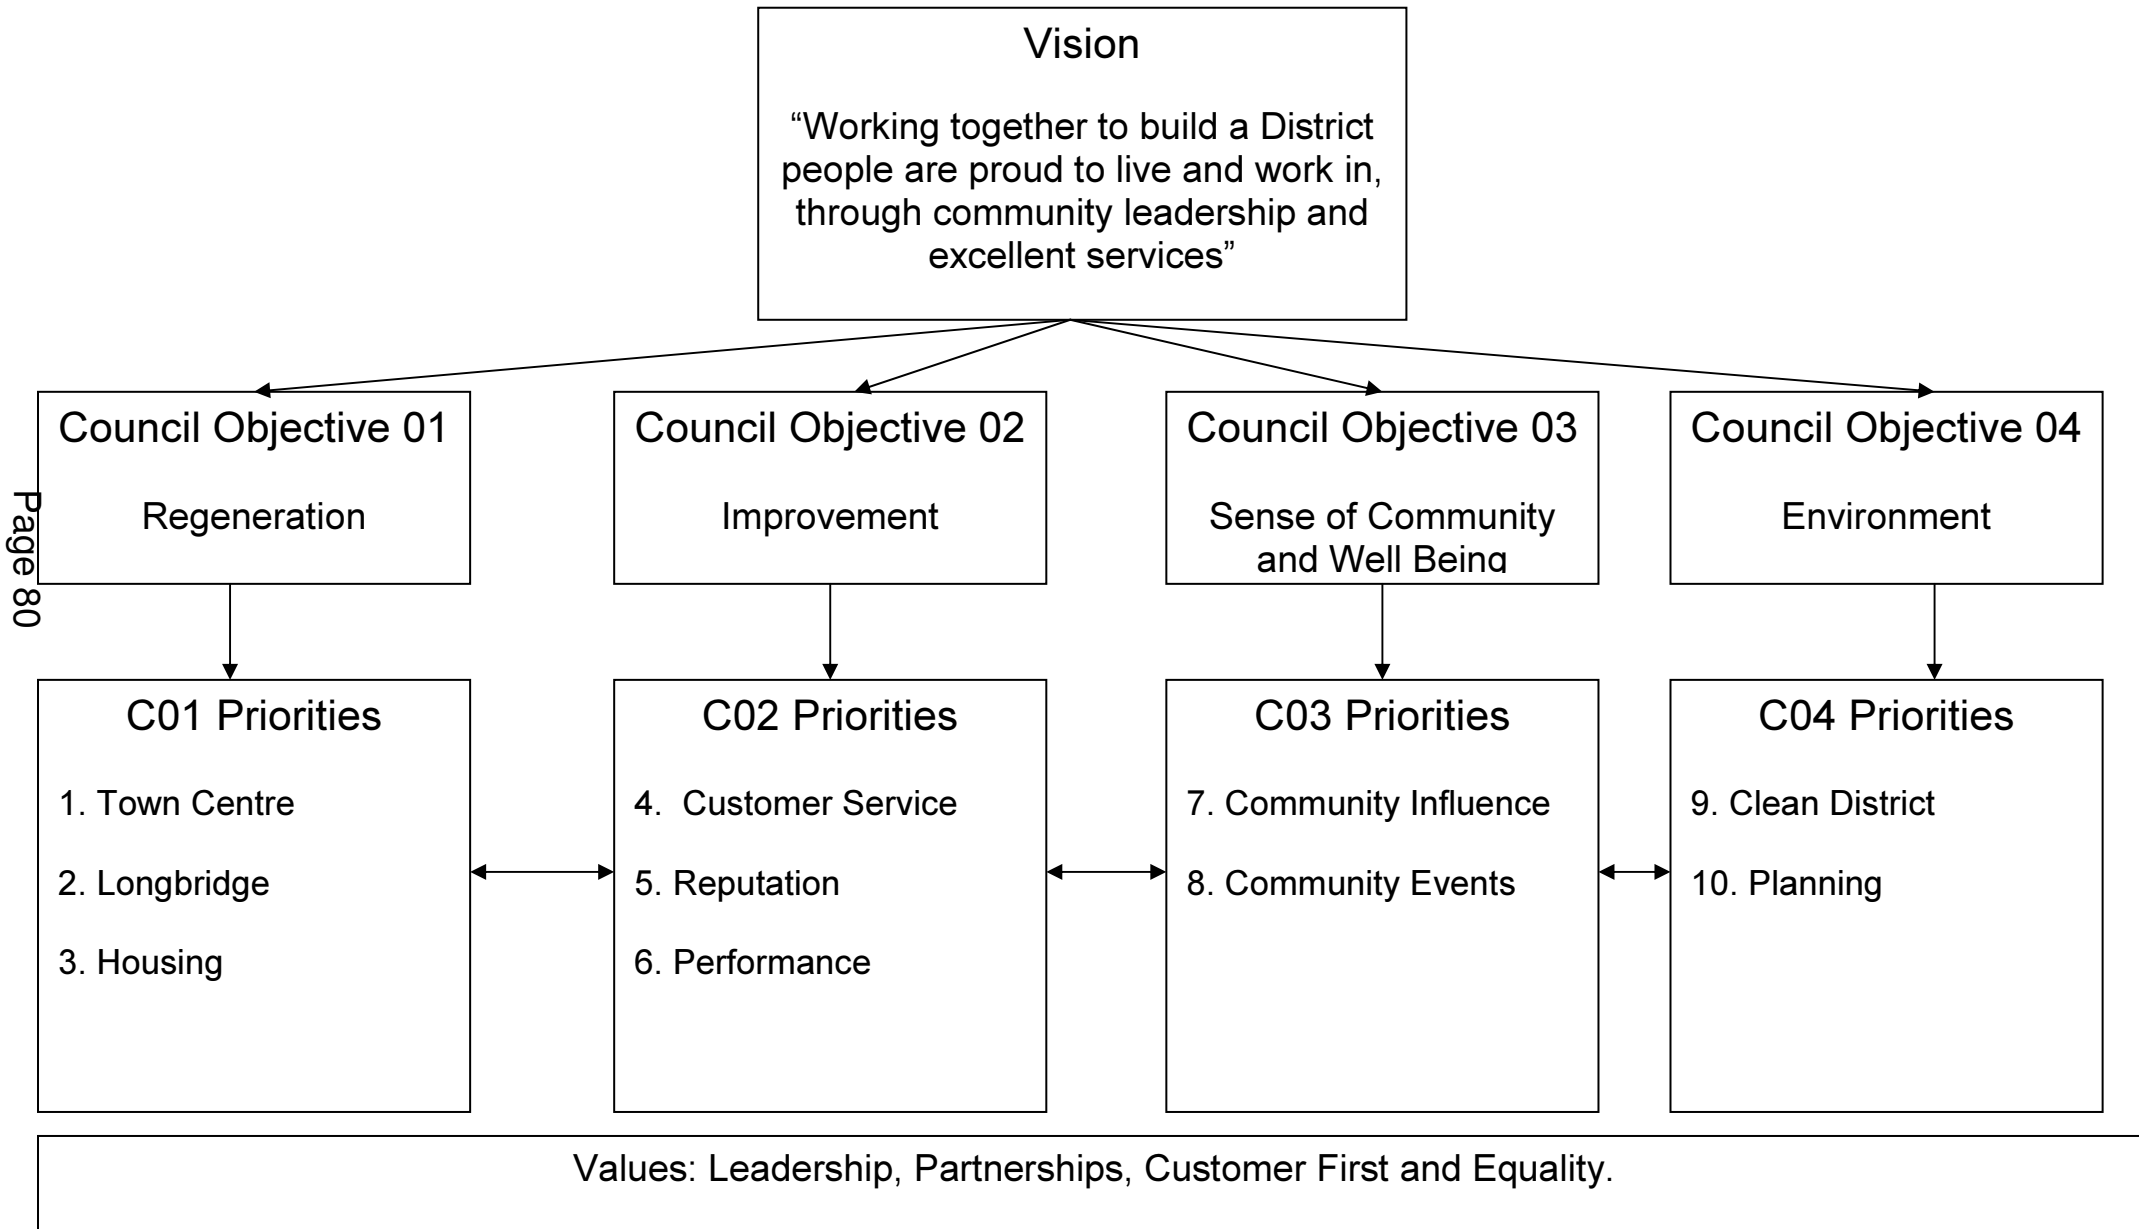 Vision
“Working together to build a District
people are proud to live and work in,
through community leadership and
excellent services”
Council Objective 01
Regeneration
Council Objective 02
Improvement
Council Objective 03
Sense of Community
and Well Being
Council Objective 04
Environment
Page 80
C01 Priorities
1. Town Centre
2. Longbridge
3. Housing
C02 Priorities
4.  Customer Service
5. Reputation
6. Performance
C03 Priorities
7. Community Influence
8. Community Events
C04 Priorities
9. Clean District
10. Planning
Values: Leadership, Partnerships, Customer First and Equality.